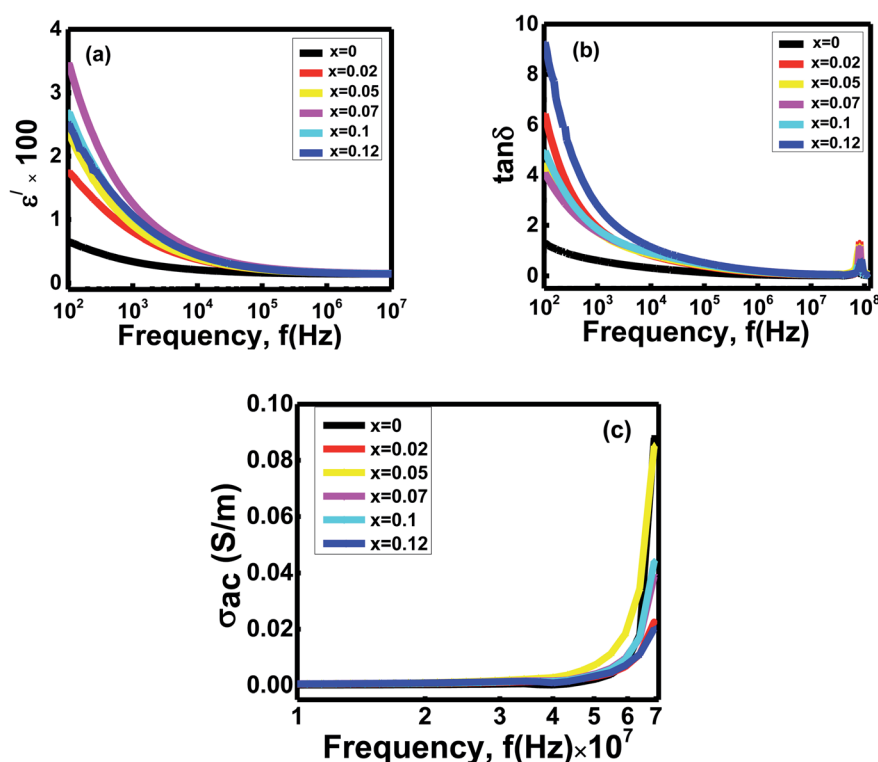 (a)
x=0
x=0.02
x=0.05
x=0.07
x=0.1
x=0.12
ε′ × 100
4
3
2
1
0
10² 10³ 10⁴ 10⁵ 10⁶ 10⁷
Frequency, f(Hz)
(b)
x=0
x=0.02
x=0.05
x=0.07
x=0.1
x=0.12
tanδ
10
8
6
4
2
0
10² 10³ 10⁴ 10⁵ 10⁶ 10⁷ 10⁸
Frequency, f(Hz)
(c)
x=0
x=0.02
x=0.05
x=0.07
x=0.1
x=0.12
σac (S/m)
0.10
0.08
0.06
0.04
0.02
0.00
1 2 3 4 5 6 7
Frequency, f(Hz)×10⁷